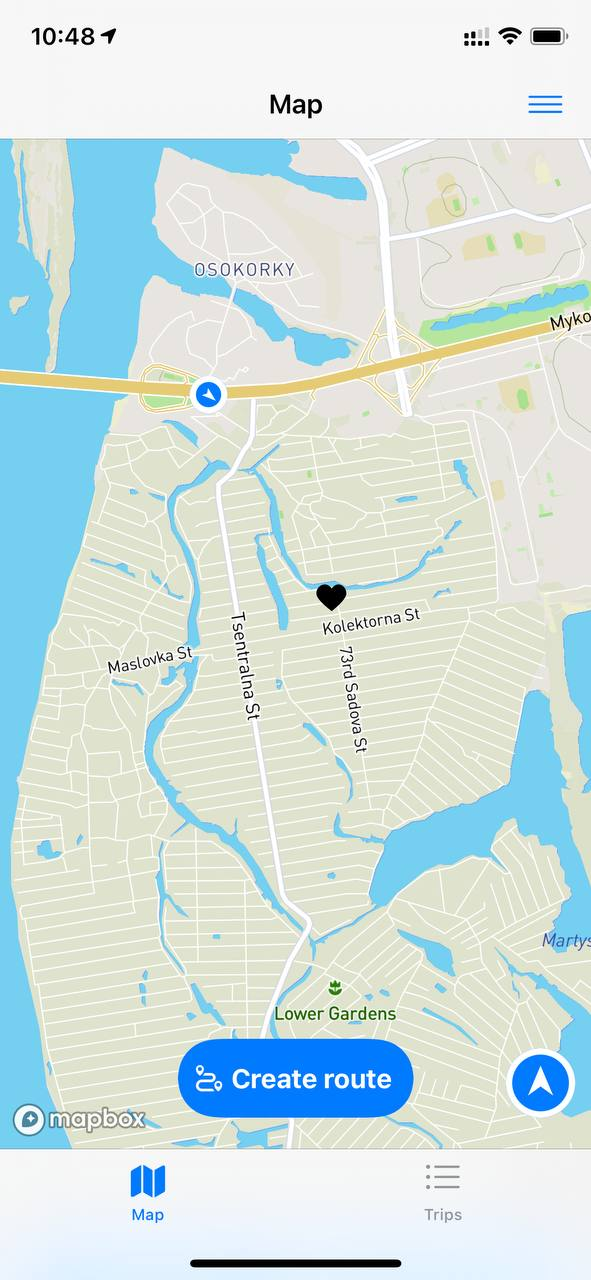 10:48
Map
OSOKORKY
Myko
Kolektorna St
Maslovka St
Tsentralna St
73rd Sadova St
Martys
Lower Gardens
Create route
mapbox
Map
Trips